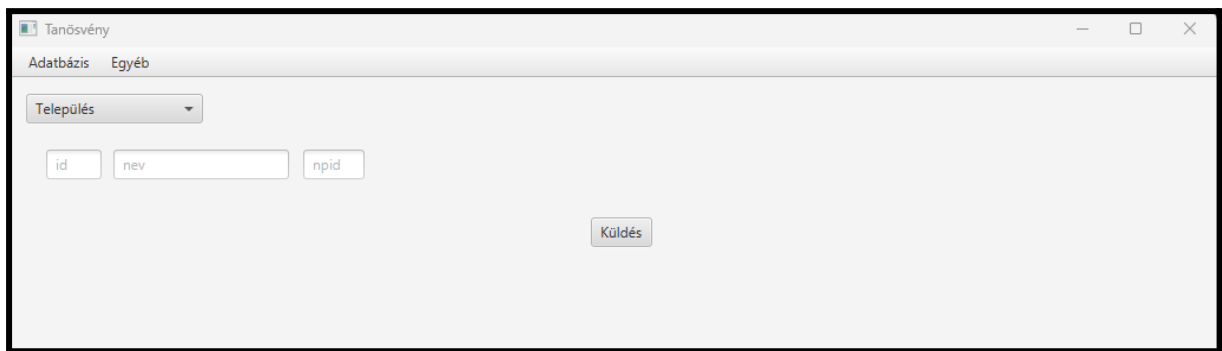 Tanösvény
Adatbázis Egyéb
Település
id nev npid
Küldés